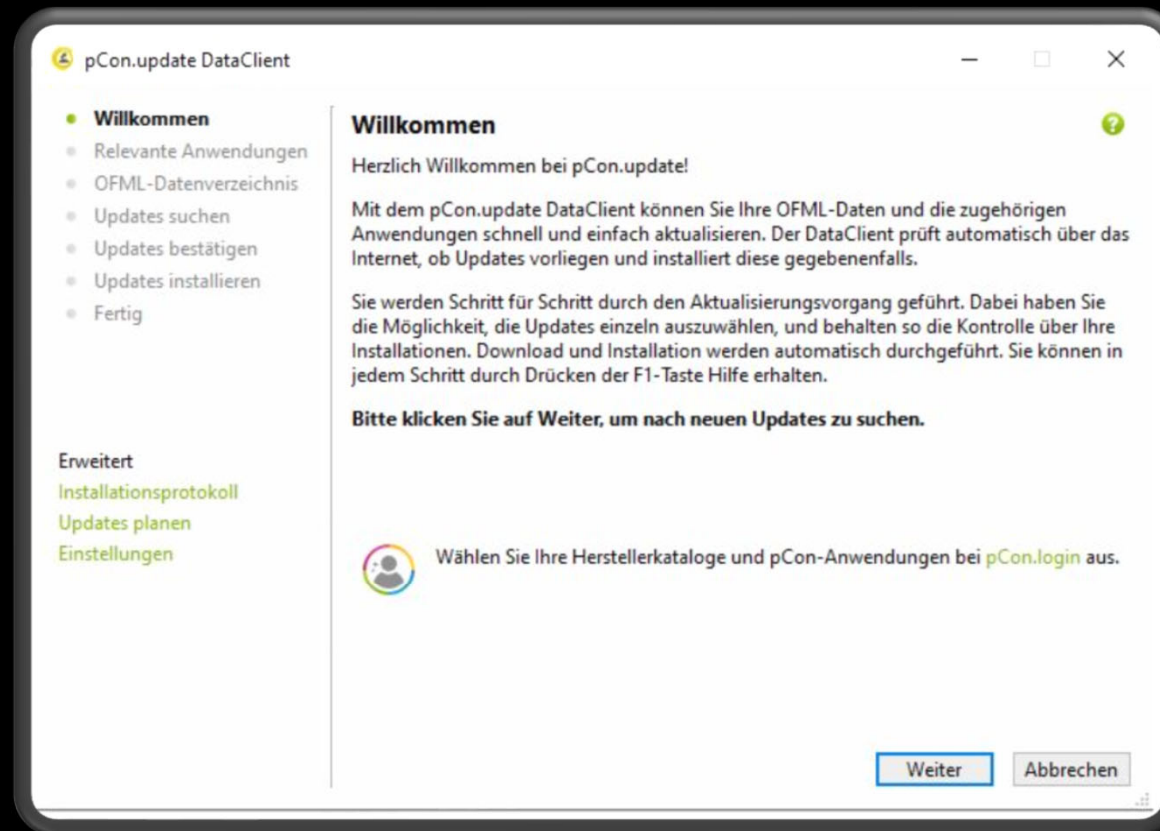 pCon.update DataClient
Willkommen
Relevante Anwendungen
OFML-Datenverzeichnis
Updates suchen
Updates bestätigen
Updates installieren
Fertig
Erweitert
Installationsprotokoll
Updates planen
Einstellungen
Willkommen
Herzlich Willkommen bei pCon.update!
Mit dem pCon.update DataClient können Sie Ihre OFML-Daten und die zugehörigen
Anwendungen schnell und einfach aktualisieren. Der DataClient prüft automatisch über das
Internet, ob Updates vorliegen und installiert diese gegebenenfalls.
Sie werden Schritt für Schritt durch den Aktualisierungsvorgang geführt. Dabei haben Sie
die Möglichkeit, die Updates einzeln auszuwählen, und behalten so die Kontrolle über Ihre
Installationen. Download und Installation werden automatisch durchgeführt. Sie können in
jedem Schritt durch Drücken der F1-Taste Hilfe erhalten.
Bitte klicken Sie auf Weiter, um nach neuen Updates zu suchen.
Wählen Sie Ihre Herstellerkataloge und pCon-Anwendungen bei pCon.login aus.
Weiter
Abbrechen